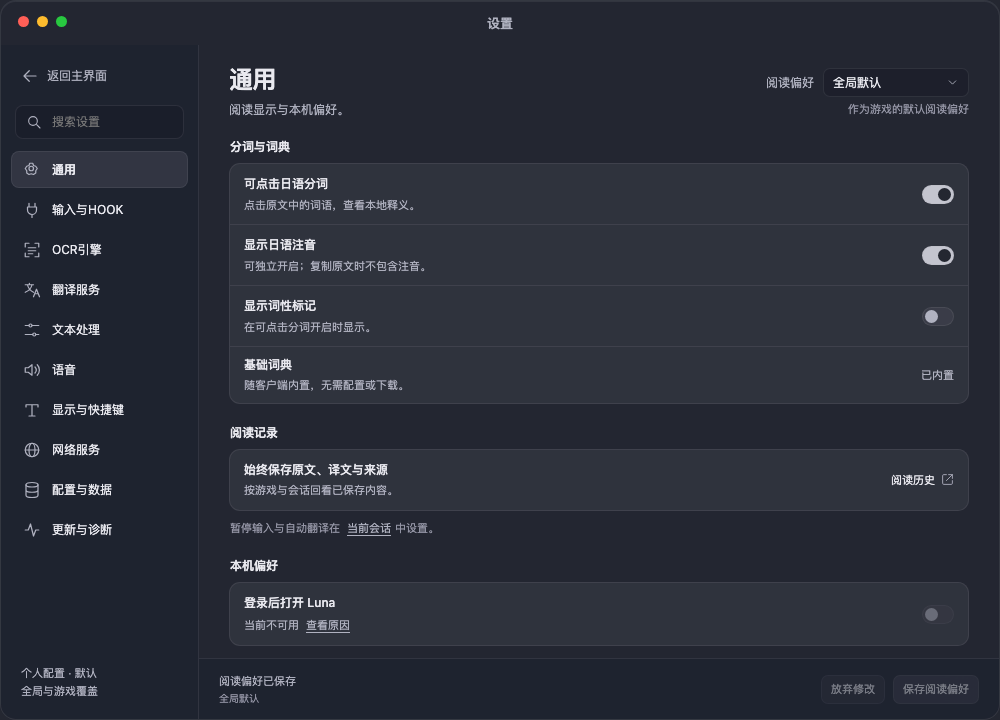 设置
返回主界面
搜索设置
通用
输入与HOOK
OCR引擎
翻译服务
文本处理
语音
显示与快捷键
网络服务
配置与数据
更新与诊断
个人配置 · 默认
全局与游戏覆盖
通用
阅读显示与本机偏好。
阅读偏好
全局默认
作为游戏的默认阅读偏好
分词与词典
可点击日语分词
点击原文中的词语，查看本地释义。
显示日语注音
可独立开启；复制原文时不包含注音。
显示词性标记
在可点击分词开启时显示。
基础词典
随客户端内置，无需配置或下载。
已内置
阅读记录
始终保存原文、译文与来源
按游戏与会话回看已保存内容。
阅读历史
暂停输入与自动翻译在 当前会话 中设置。
本机偏好
登录后打开 Luna
当前不可用 查看原因
阅读偏好已保存
全局默认
放弃修改
保存阅读偏好